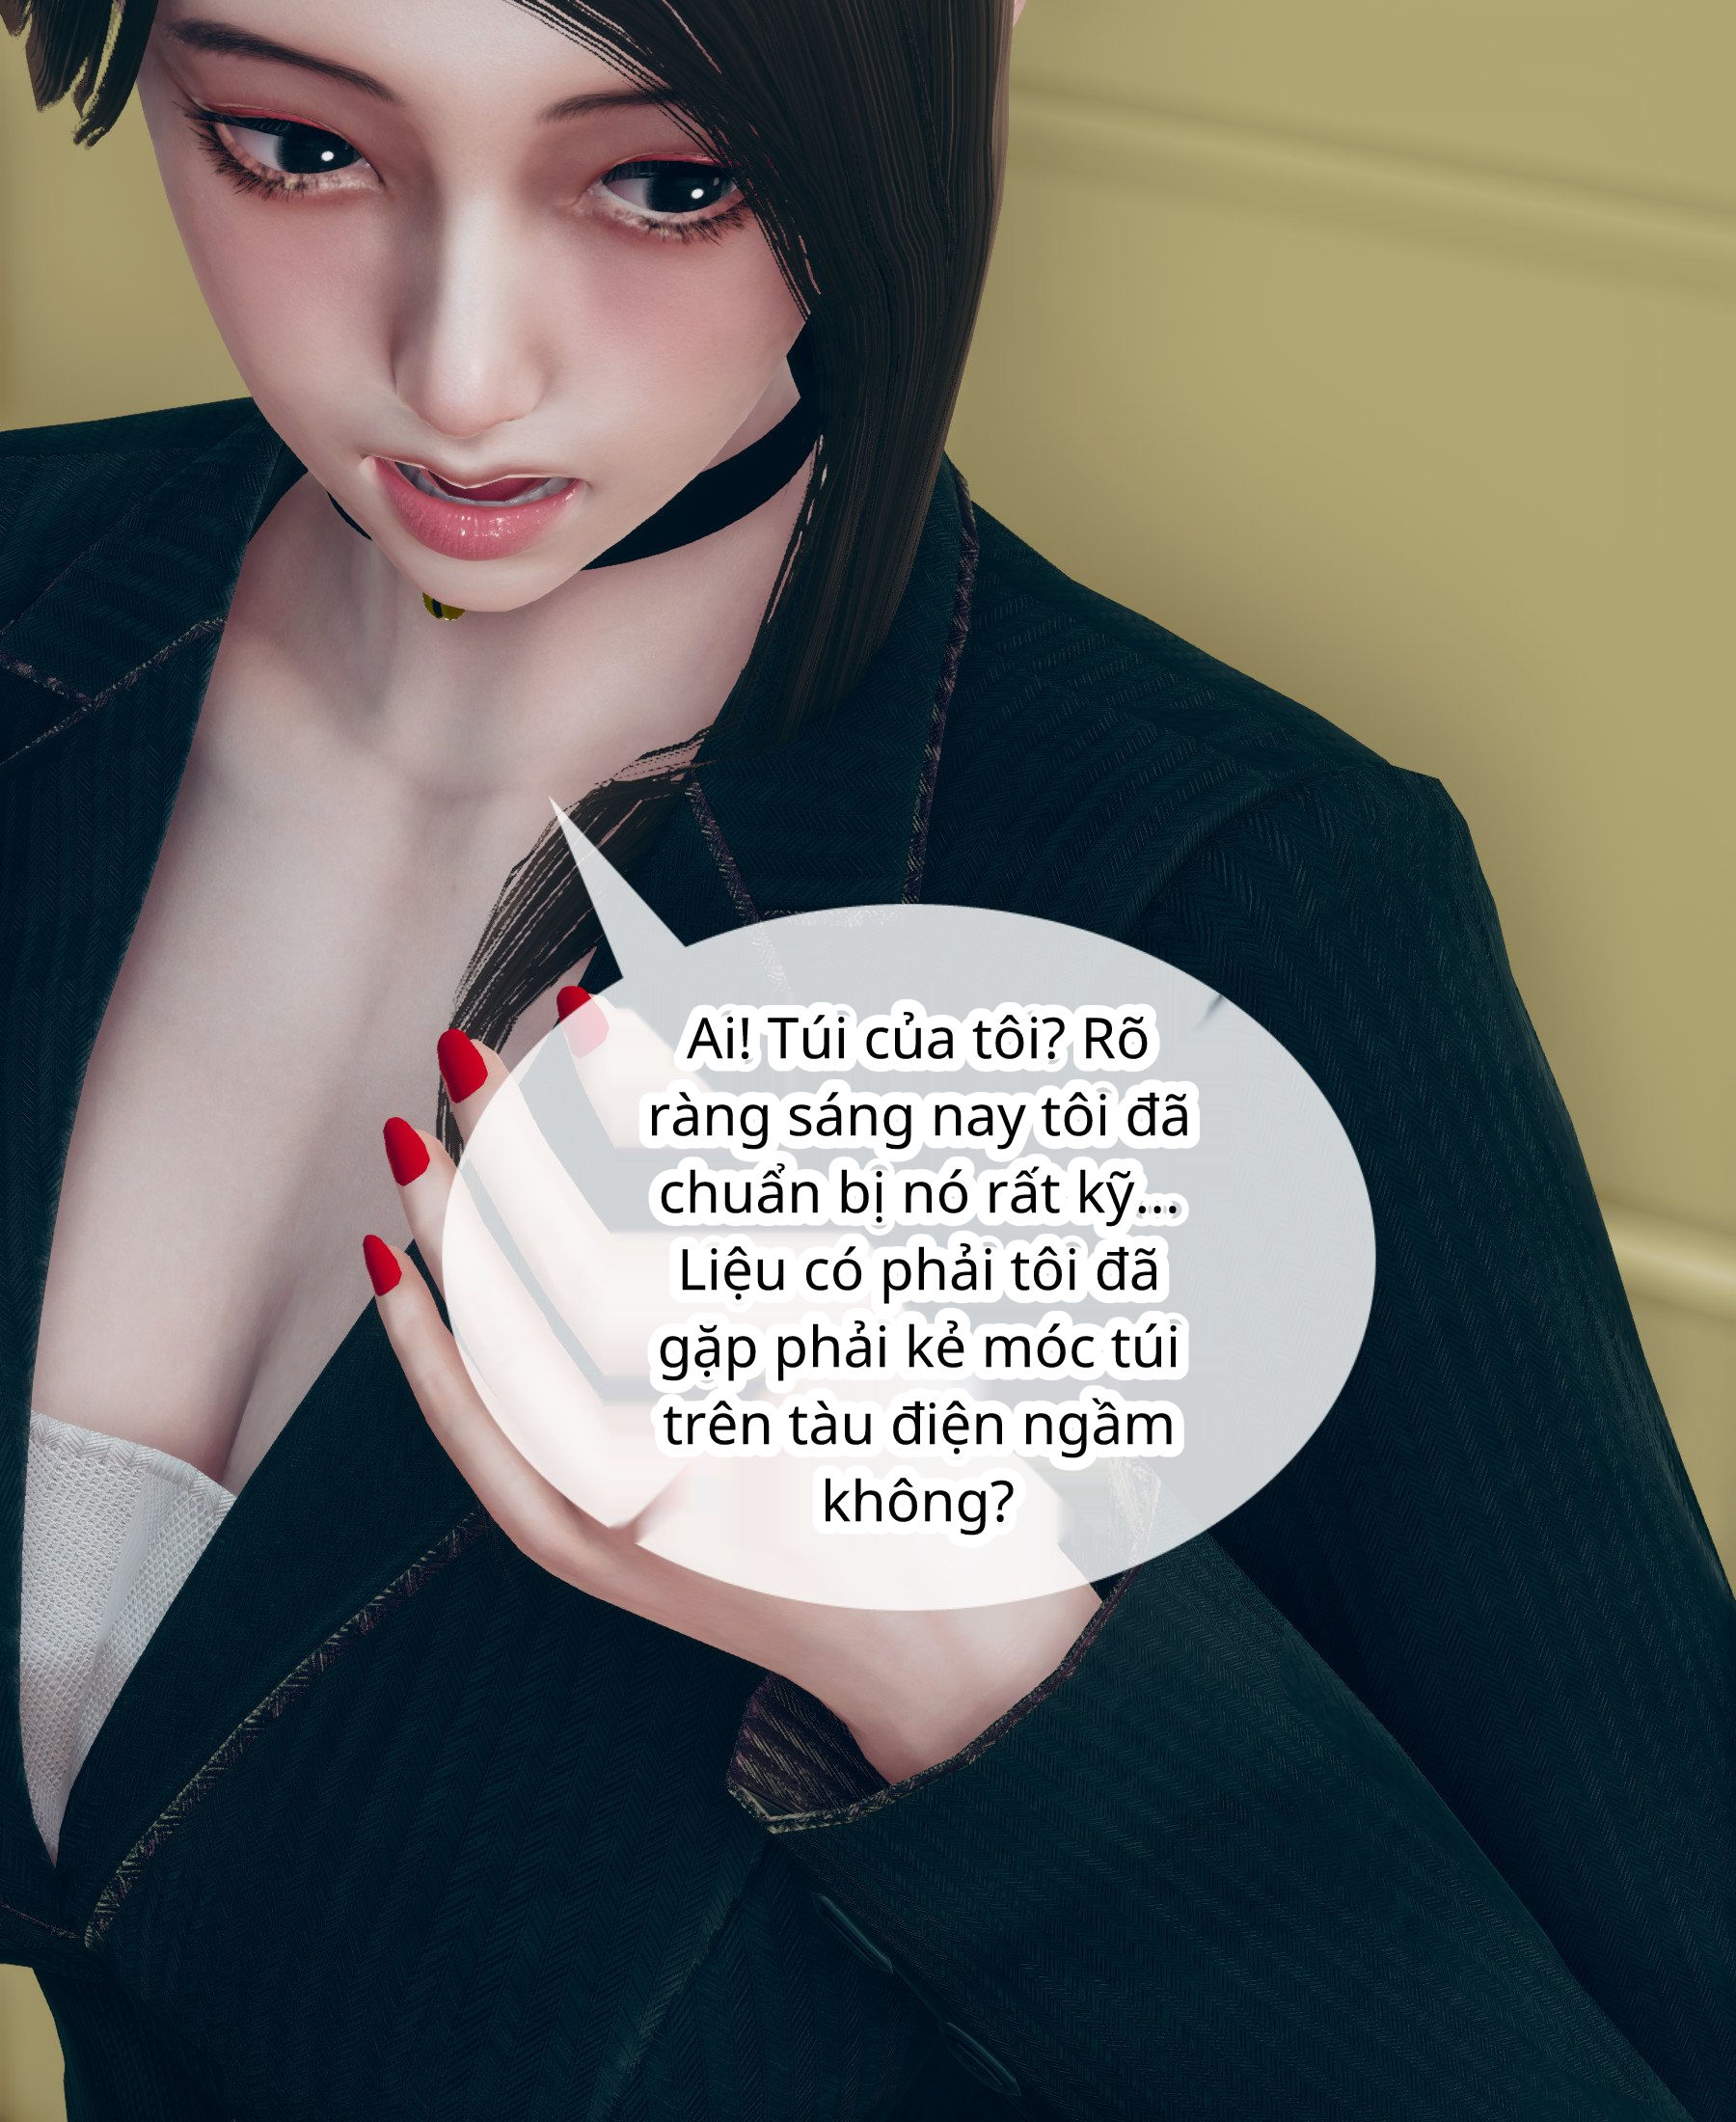 Ai! Túi của tôi? Rõ
ràng sáng nay tôi đã
chuẩn bị nó rất kỹ...
Liệu có phải tôi đã
gặp phải kẻ móc túi
trên tàu điện ngầm
không?